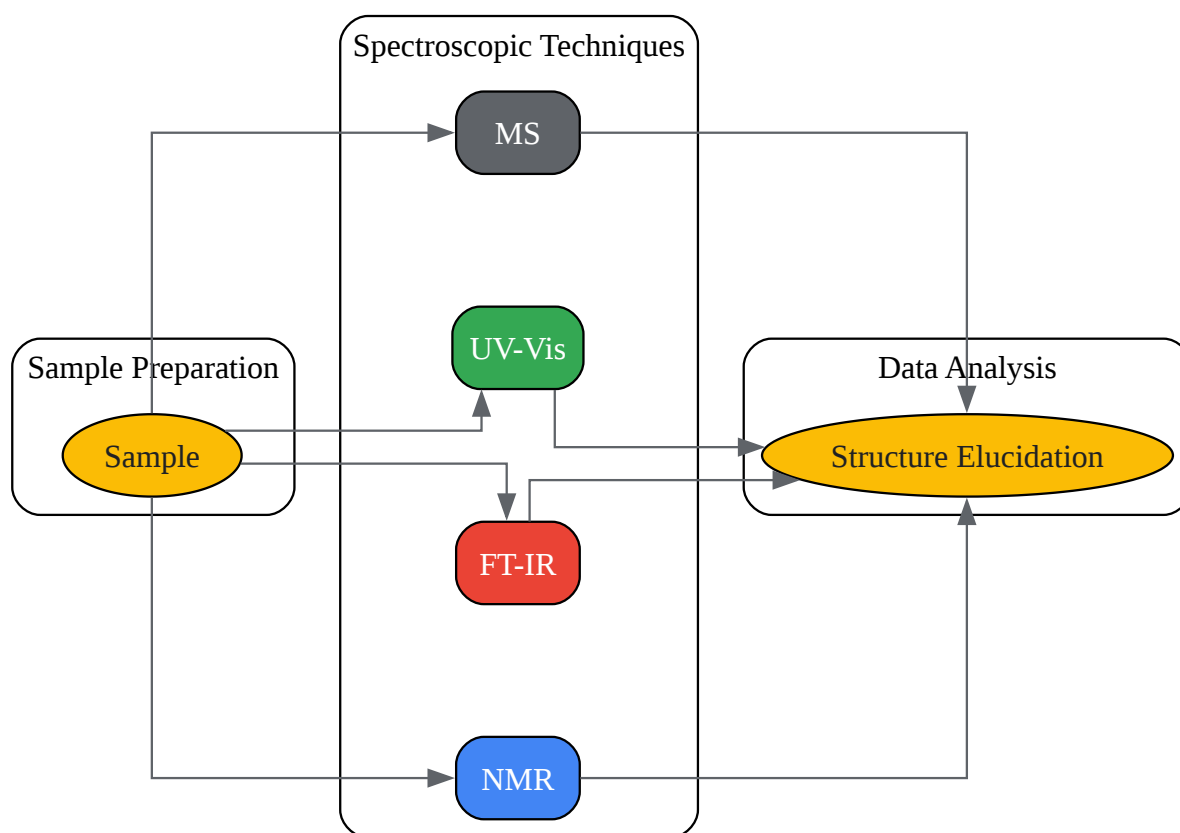 Spectroscopic Techniques
MS
UV-Vis
Sample Preparation
Data Analysis
Sample
Structure Elucidation
FT-IR
NMR